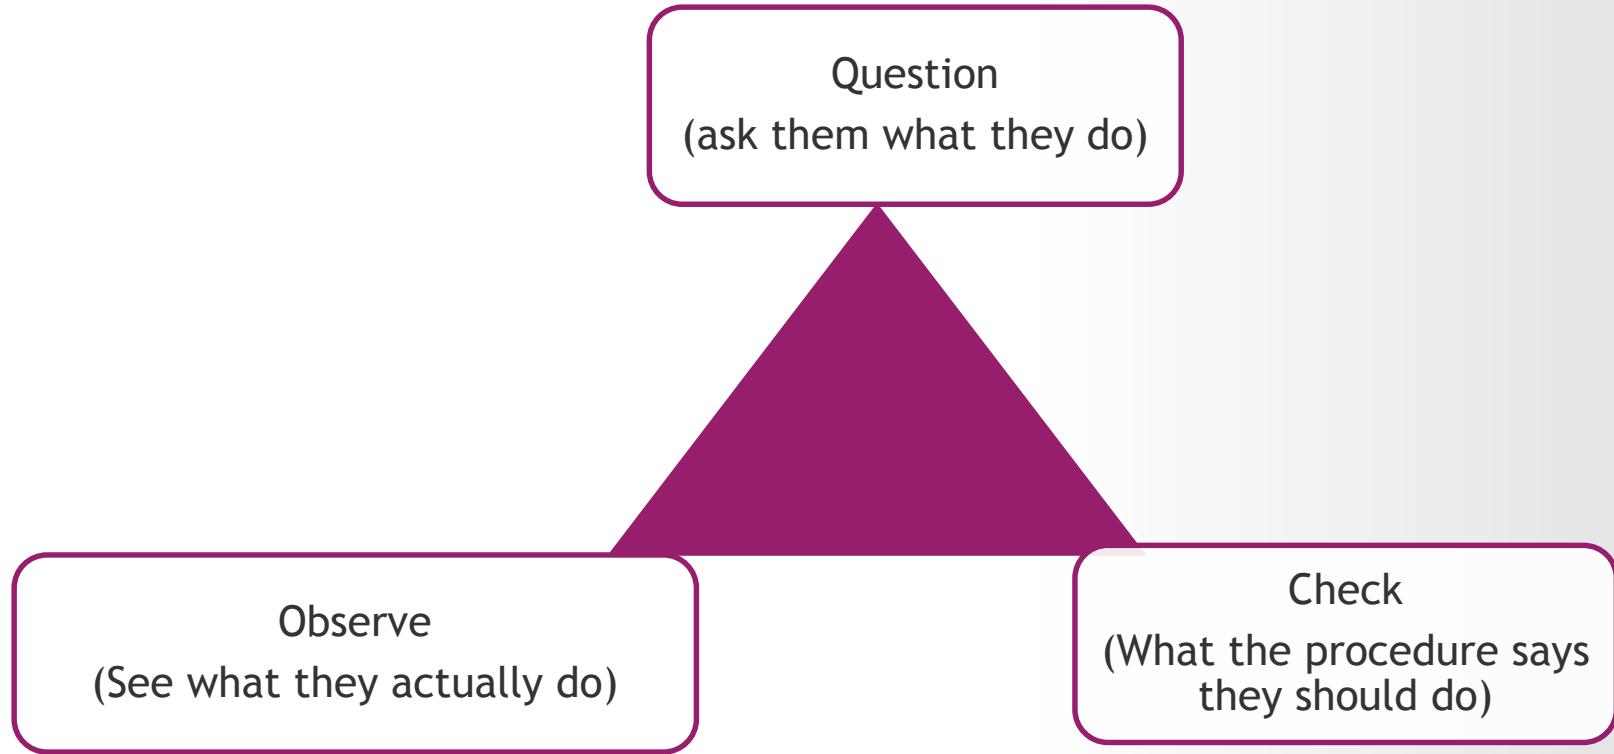 Question
(ask them what they do)
Observe
(See what they actually do)
Check
(What the procedure says
they should do)